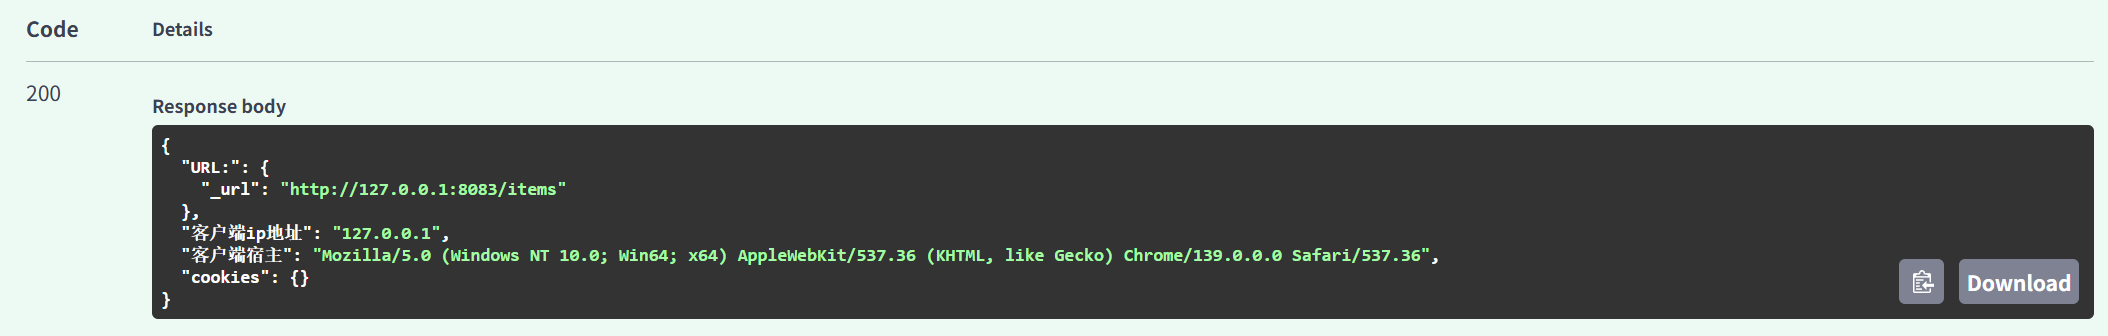 Code Details
200
Response body
{
  "URL:": {
    "_url": "http://127.0.0.1:8083/items"
  },
  "客户端ip地址": "127.0.0.1",
  "客户端宿主": "Mozilla/5.0 (Windows NT 10.0; Win64; x64) AppleWebKit/537.36 (KHTML, like Gecko) Chrome/139.0.0.0 Safari/537.36",
  "cookies": {}
}
Download